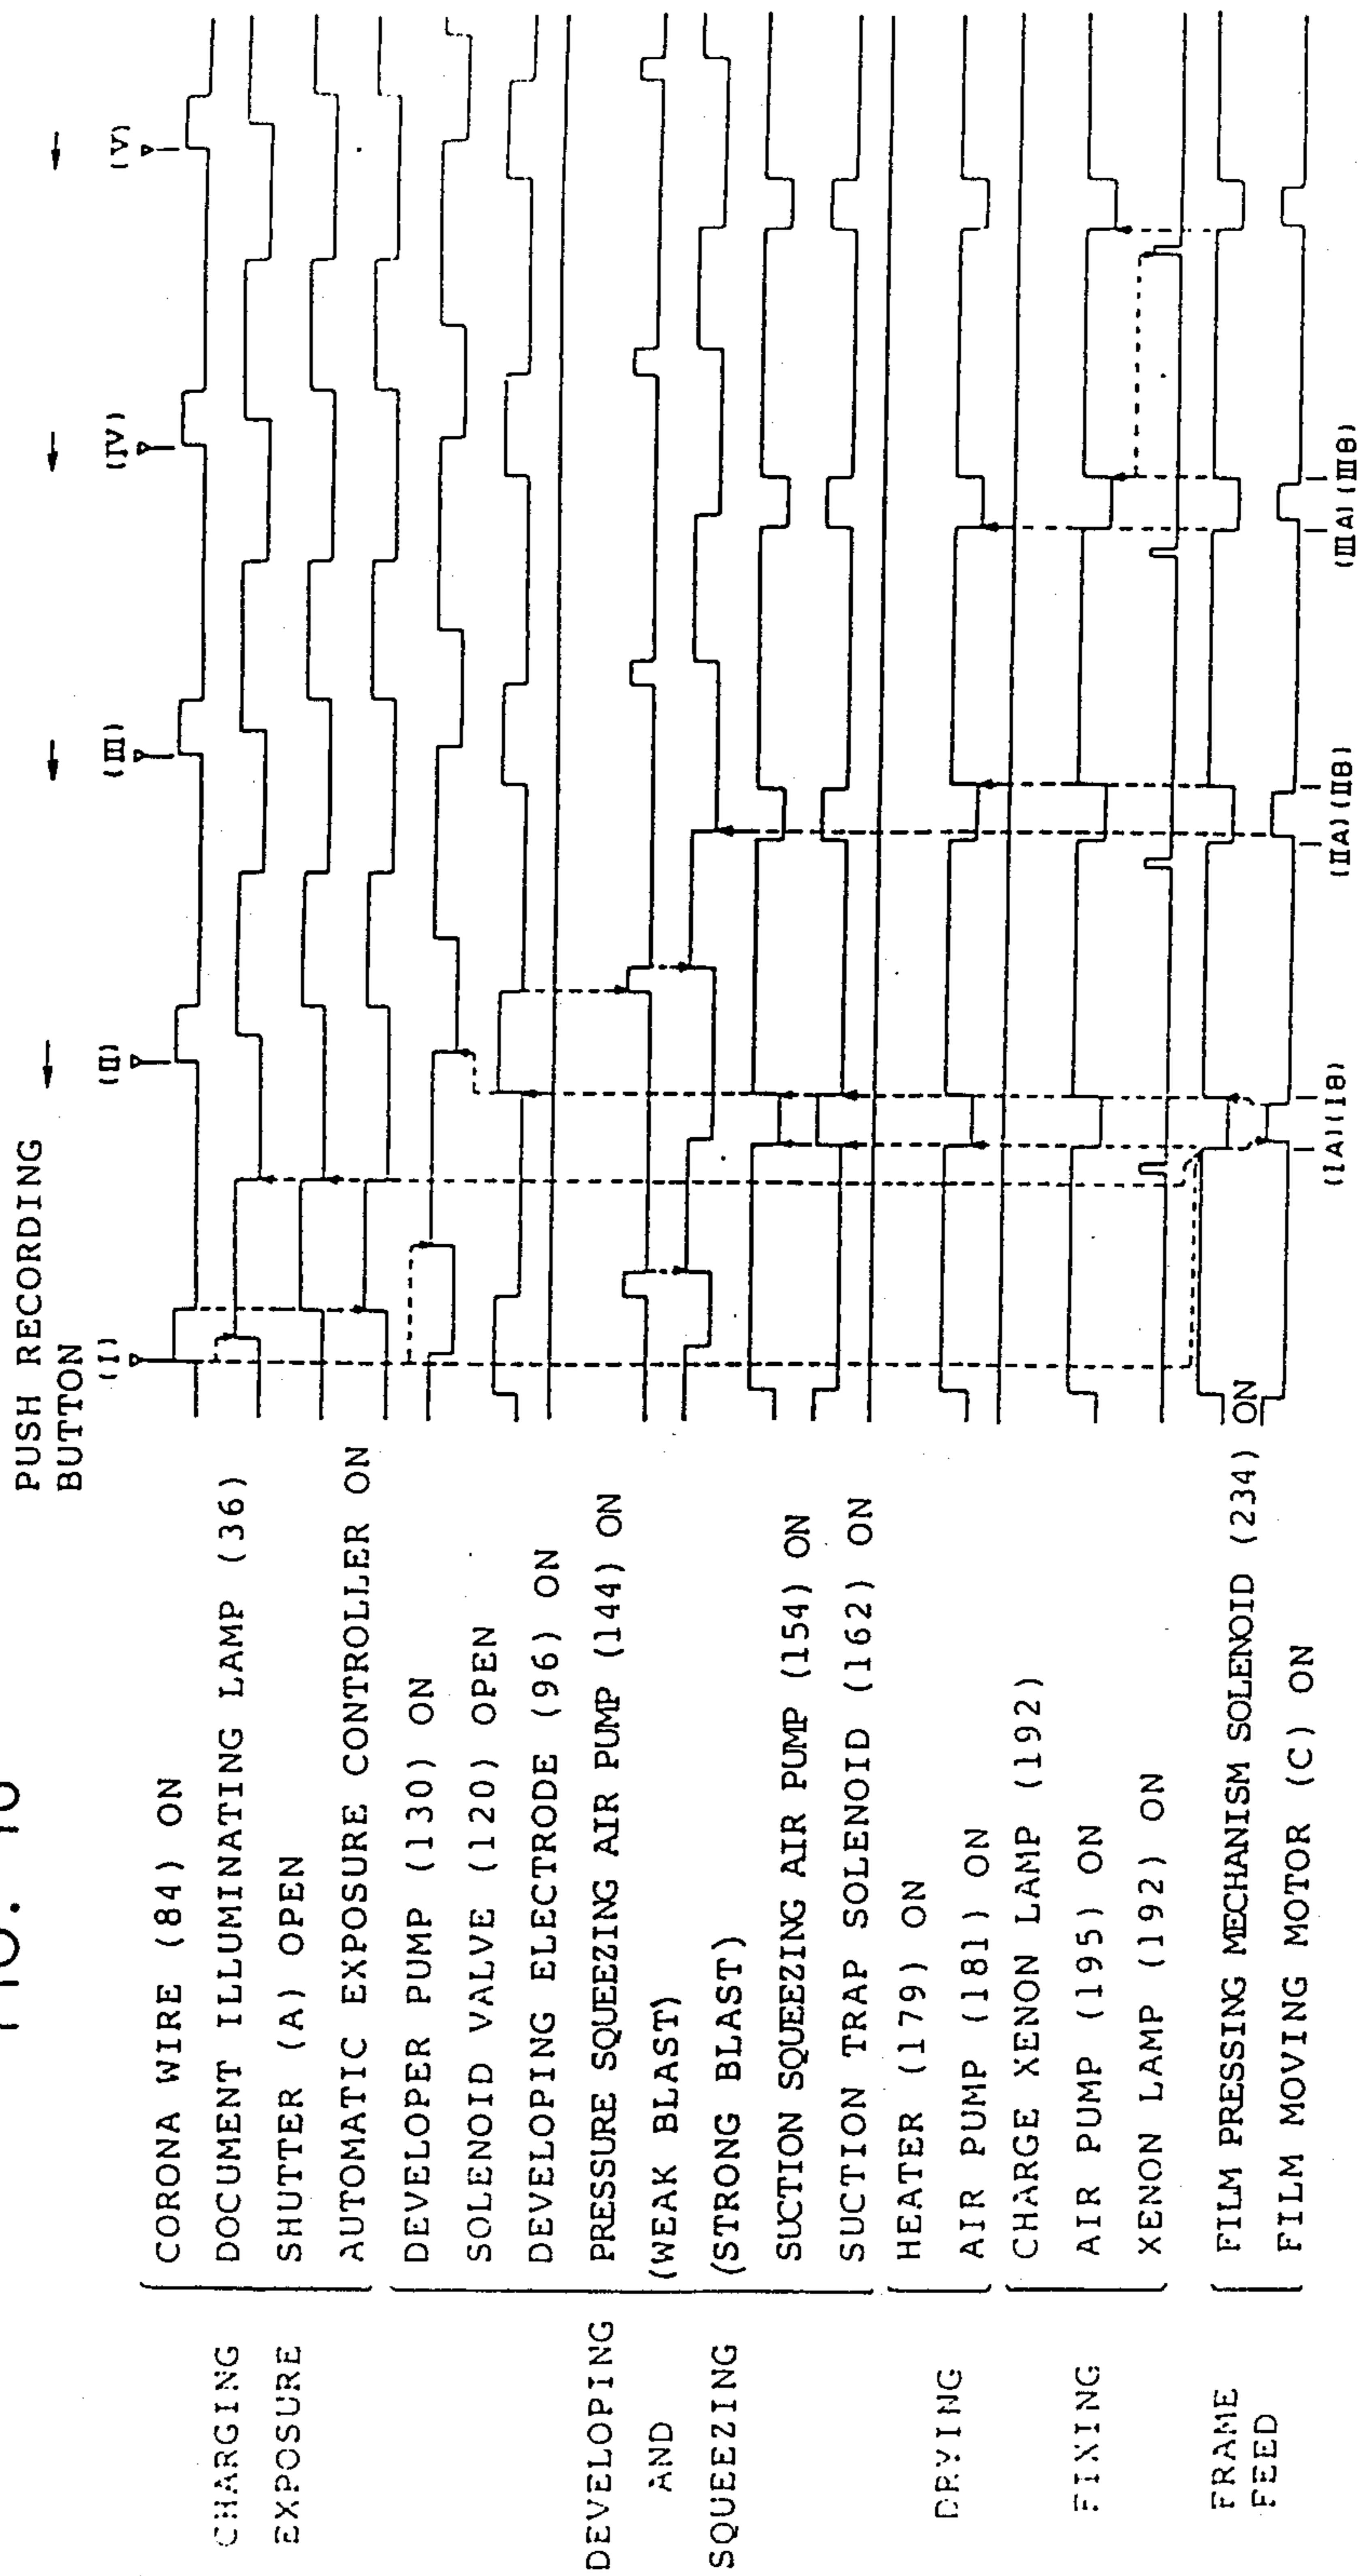 PUSH RECORDING
BUTTON
(I)
(II)
(III)
(IV)
(V)
CHARGING
EXPOSURE
CORONA WIRE (84) ON
DOCUMENT ILLUMINATING LAMP (36)
SHUTTER (A) OPEN
AUTOMATIC EXPOSURE CONTROLLER ON
DEVELOPING
AND
SQUEEZING
DEVELOPER PUMP (130) ON
SOLENOID VALVE (120) OPEN
DEVELOPING ELECTRODE (96) ON
PRESSURE SQUEEZING AIR PUMP (144) ON
(WEAK BLAST)
(STRONG BLAST)
SUCTION SQUEEZING AIR PUMP (154) ON
SUCTION TRAP SOLENOID (162) ON
DRYING
HEATER (179) ON
AIR PUMP (181) ON
FIXING
CHARGE XENON LAMP (192)
AIR PUMP (195) ON
XENON LAMP (192) ON
FRAME
FEED
FILM PRESSING MECHANISM SOLENOID (234) ON
FILM MOVING MOTOR (C) ON
(IA) (IB)
(IIA) (IIB)
(IIIA) (IIIB)